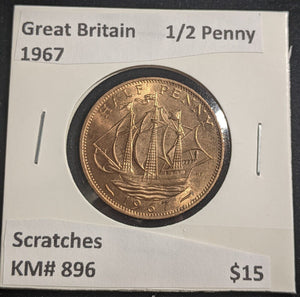 Great Britain 1/2 Penny
1967
HALF PENNY
1967
Scratches
KM# 896 $15